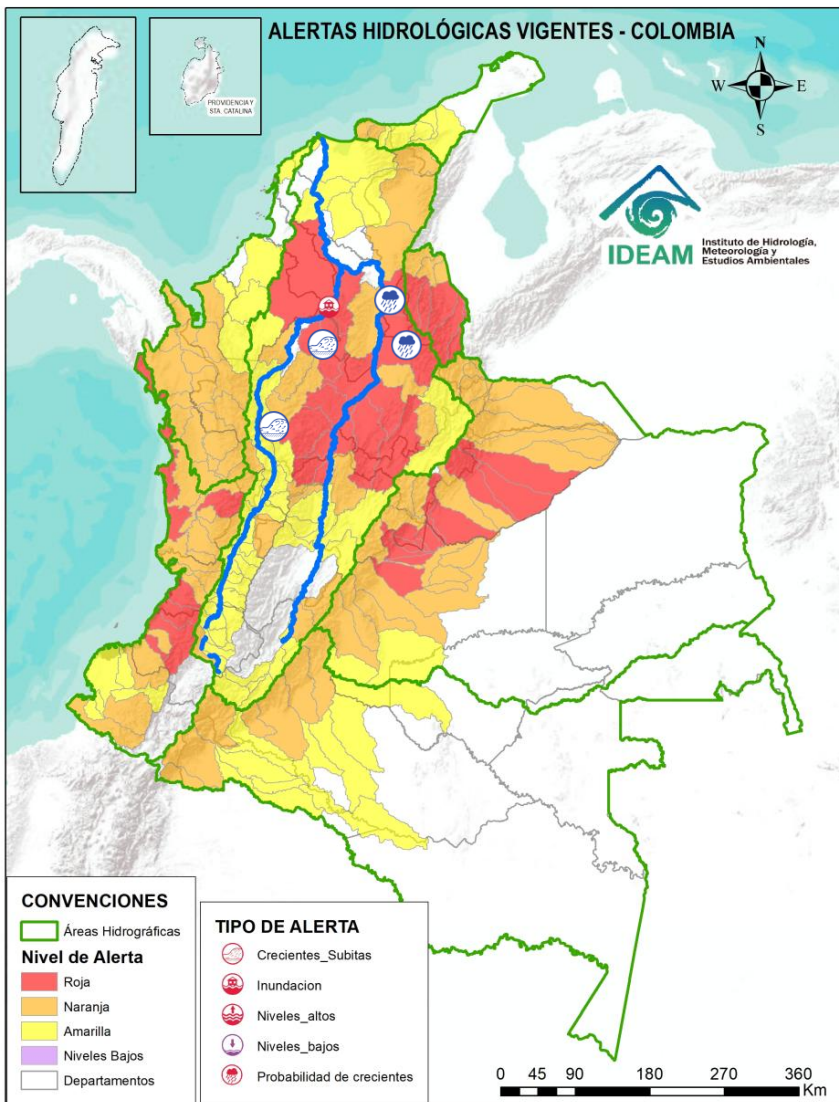 ALERTAS HIDROLÓGICAS VIGENTES - COLOMBIA
PROVIDENCIA Y
STA. CATALINA
N
W
E
S
IDEAM
Instituto de Hidrología,
Meteorología y
Estudios Ambientales
CONVENCIONES
Áreas Hidrográficas
Nivel de Alerta
Roja
Naranja
Amarilla
Niveles Bajos
Departamentos
TIPO DE ALERTA
Crecientes_Subitas
Inundacion
Niveles_altos
Niveles_bajos
Probabilidad de crecientes
0 45 90 180 270 360
Km